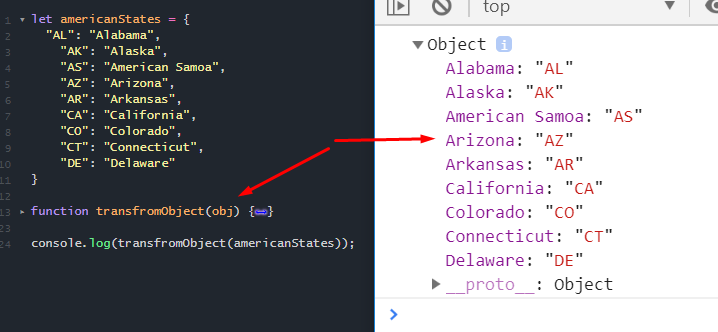 1 let americanStates = {
2 "AL": "Alabama",
3 "AK": "Alaska",
4 "AS": "American Samoa",
5 "AZ": "Arizona",
6 "AR": "Arkansas",
7 "CA": "California",
8 "CO": "Colorado",
9 "CT": "Connecticut",
10 "DE": "Delaware"
11 }
12
13 function transfromObject(obj) {↔}
23
24 console.log(transfromObject(americanStates));
top
Object i
Alabama: "AL"
Alaska: "AK"
American Samoa: "AS"
Arizona: "AZ"
Arkansas: "AR"
California: "CA"
Colorado: "CO"
Connecticut: "CT"
Delaware: "DE"
__proto__: Object